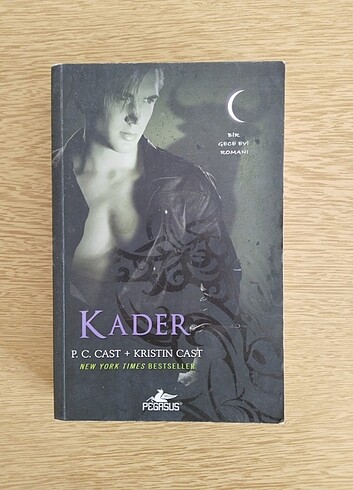 BİR
GECE EVİ
ROMANI
KADER
P. C. CAST + KRISTIN CAST
NEW YORK TIMES BESTSELLER
PEGASUS